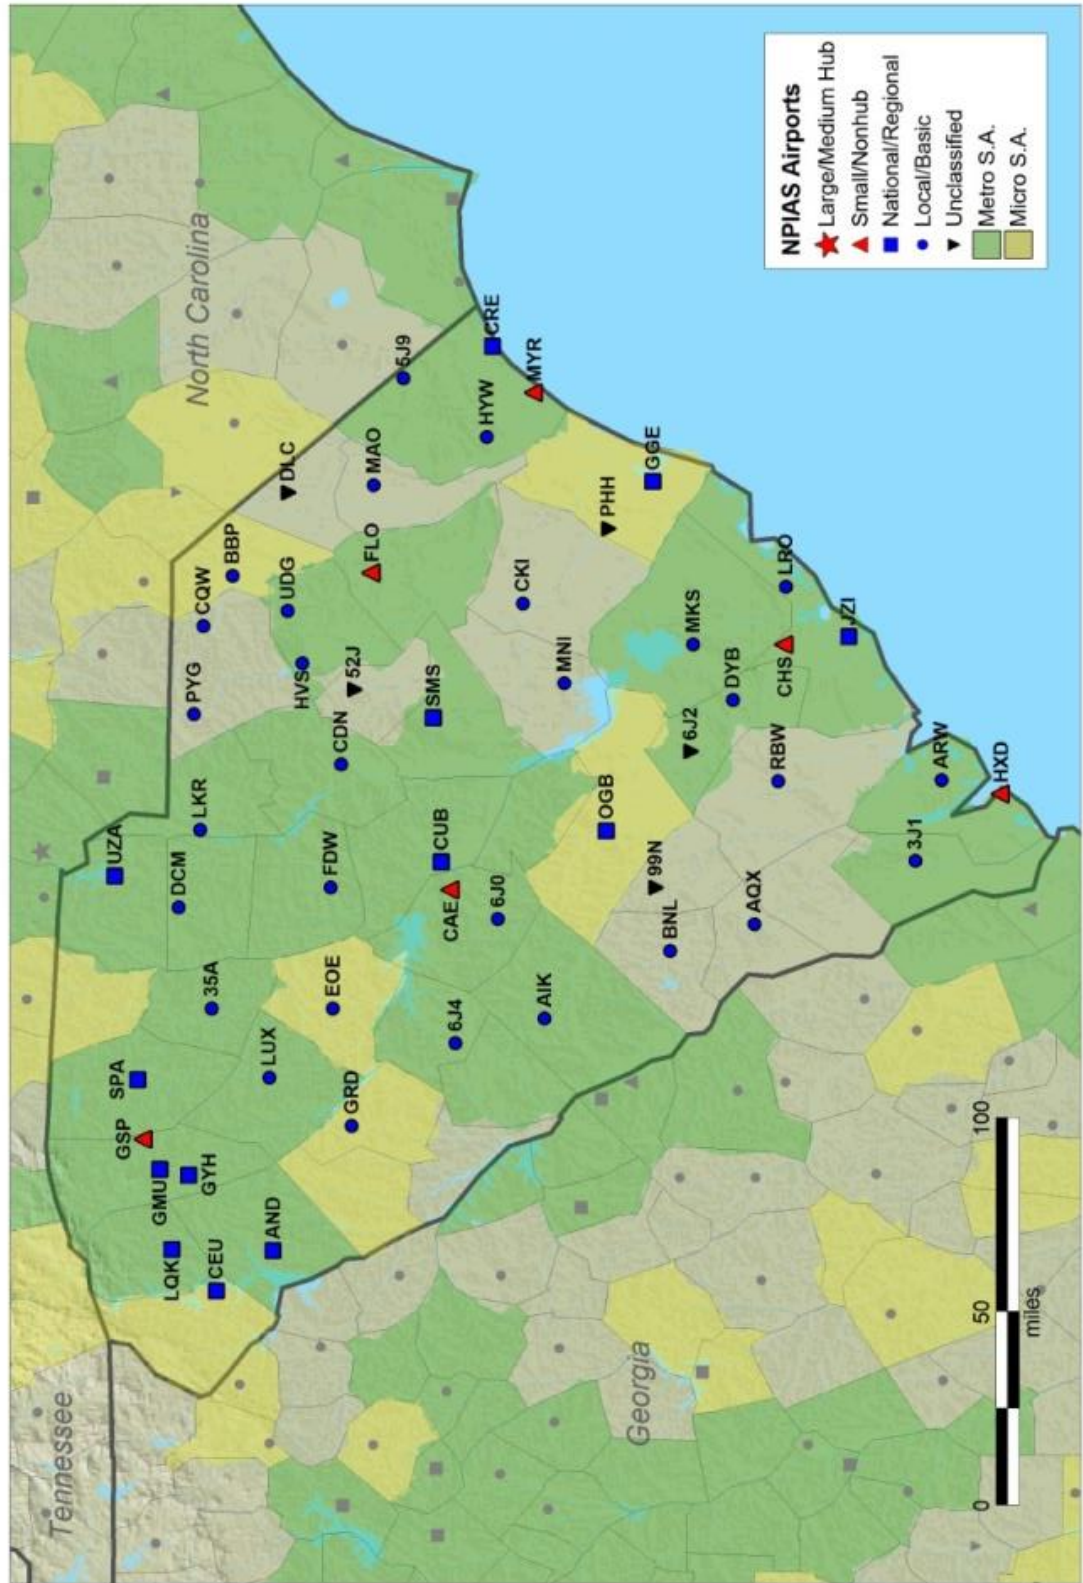 Tennessee
North Carolina
Georgia
UZA
GSP
SPA
DCM
LKR
PYG
CQW
BBP
GMU
LQK
GYH
CEU
35A
LUX
AND
UDG
DLC
HVS
EOE
FDW
CDN
52J
GRD
FLO
MAO
5J9
CUB
SMS
CAE
6J4
6J0
AIK
HYW
CRE
MYR
CKI
MNI
OGB
PHH
GGE
99N
BNL
6J2
MKS
DYB
AQX
RBW
CHS
LRO
JZI
3J1
ARW
HXD
NPIAS Airports
Large/Medium Hub
Small/Nonhub
National/Regional
Local/Basic
Unclassified
Metro S.A.
Micro S.A.
0 50 100
miles